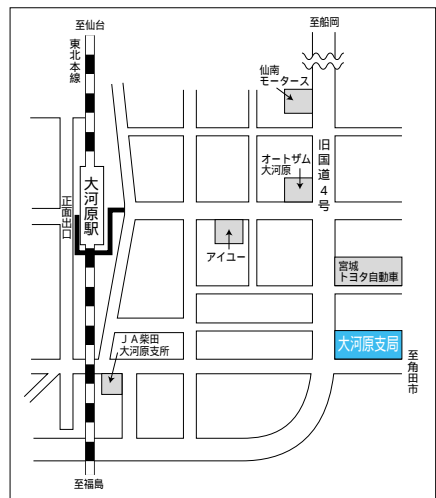 至仙台
東北本線
至船岡
仙南
モータース
旧国道4号
オートザム
大河原
大河原駅
正面出口
アイユー
宮城
トヨタ自動車
JA柴田
大河原支所
大河原支局
至角田市
至福島